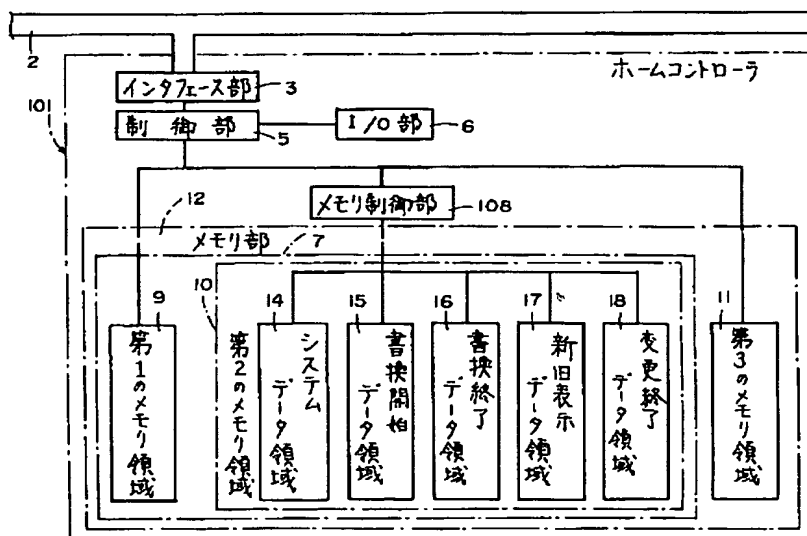 2
ホームコントローラ
インタフェース部
3
101
制御部
5
I/O部
6
メモリ制御部
108
12
メモリ部
7
10
9
第1のメモリ領域
第2のメモリ領域
14
システム
データ領域
15
書換開始
データ領域
16
書換終了
データ領域
17
新旧表示
データ領域
18
変更終了
データ領域
11
第3のメモリ領域